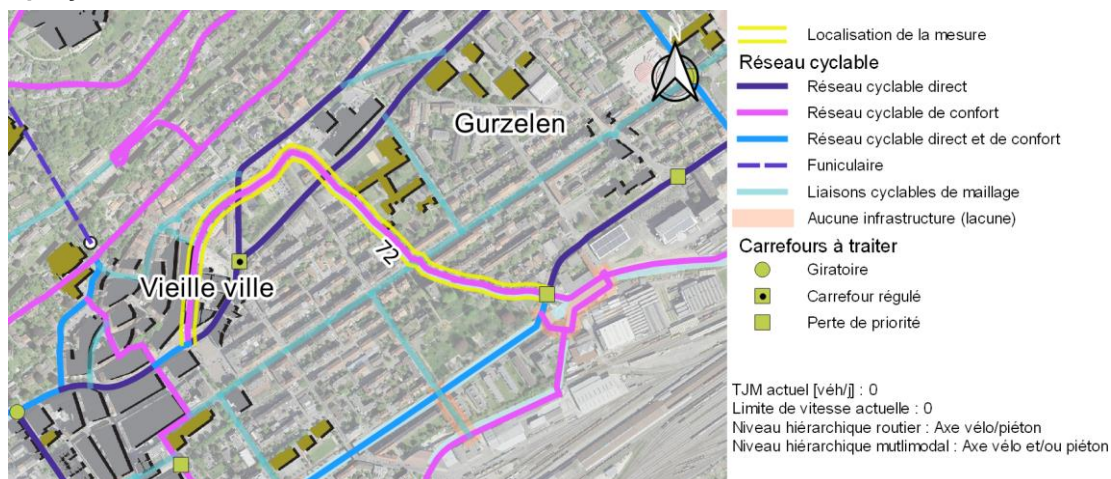 N
Gurzelen
Vieille ville
72
Localisation de la mesure
Réseau cyclable
Réseau cyclable direct
Réseau cyclable de confort
Réseau cyclable direct et de confort
Funiculaire
Liaisons cyclables de maillage
Aucune infrastructure (lacune)
Carrefours à traiter
Giratoire
Carrefour régulé
Perte de priorité
TJM actuel [véh/j] : 0
Limite de vitesse actuelle : 0
Niveau hiérarchique routier : Axe vélo/piéton
Niveau hiérarchique mutlimodal : Axe vélo et/ou piéton